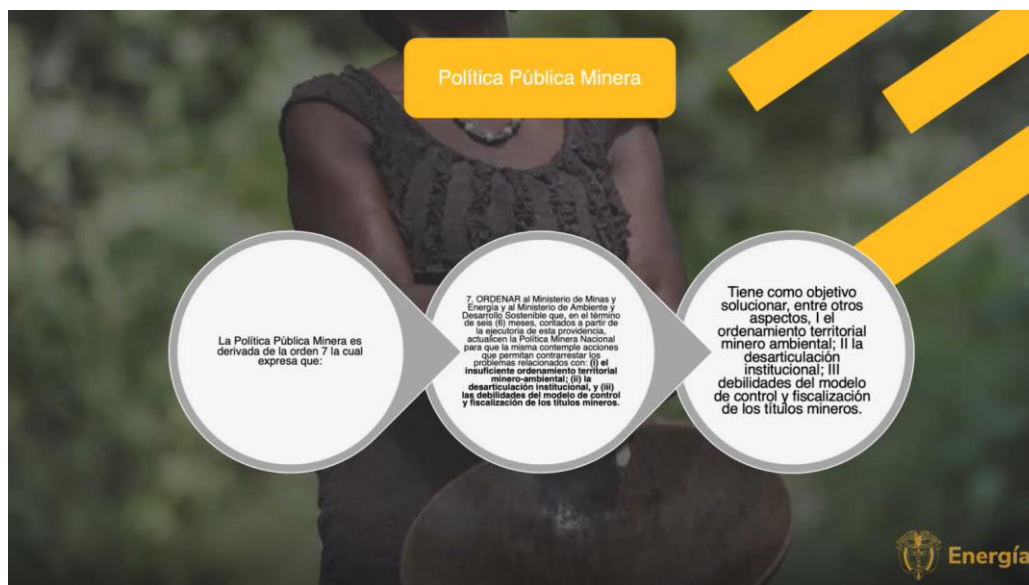 Política Pública Minera
La Política Pública Minera es
derivada de la orden 7 la cual
expresa que:
7. ORDENAR al Ministerio de Minas y
Energía y al Ministerio de Ambiente y
Desarrollo Sostenible que, en el término
de seis (6) meses, contados a partir de
la ejecutoria de esta providencia,
actualicen la Política Minera Nacional
para que la misma contemple acciones
que permitan contrarrestar los
problemas relacionados con: (i) el
insuficiente ordenamiento territorial
minero-ambiental; (ii) la
desarticulación institucional, y (iii)
las debilidades del modelo de control
y fiscalización de los títulos mineros.
Tiene como objetivo
solucionar, entre otros
aspectos, I el
ordenamiento territorial
minero ambiental; II la
desarticulación
institucional; III
debilidades del modelo
de control y fiscalización
de los títulos mineros.
Energía